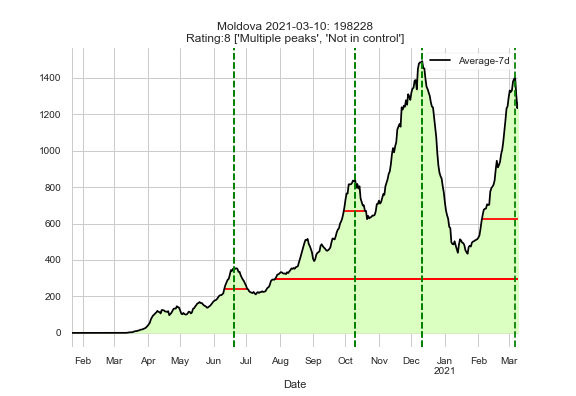 Moldova 2021-03-10: 198228
Rating:8 ['Multiple peaks', 'Not in control']
Average-7d
1400
1200
1000
800
600
400
200
0
Feb Mar Apr May Jun Jul Aug Sep Oct Nov Dec Jan Feb Mar
2021
Date